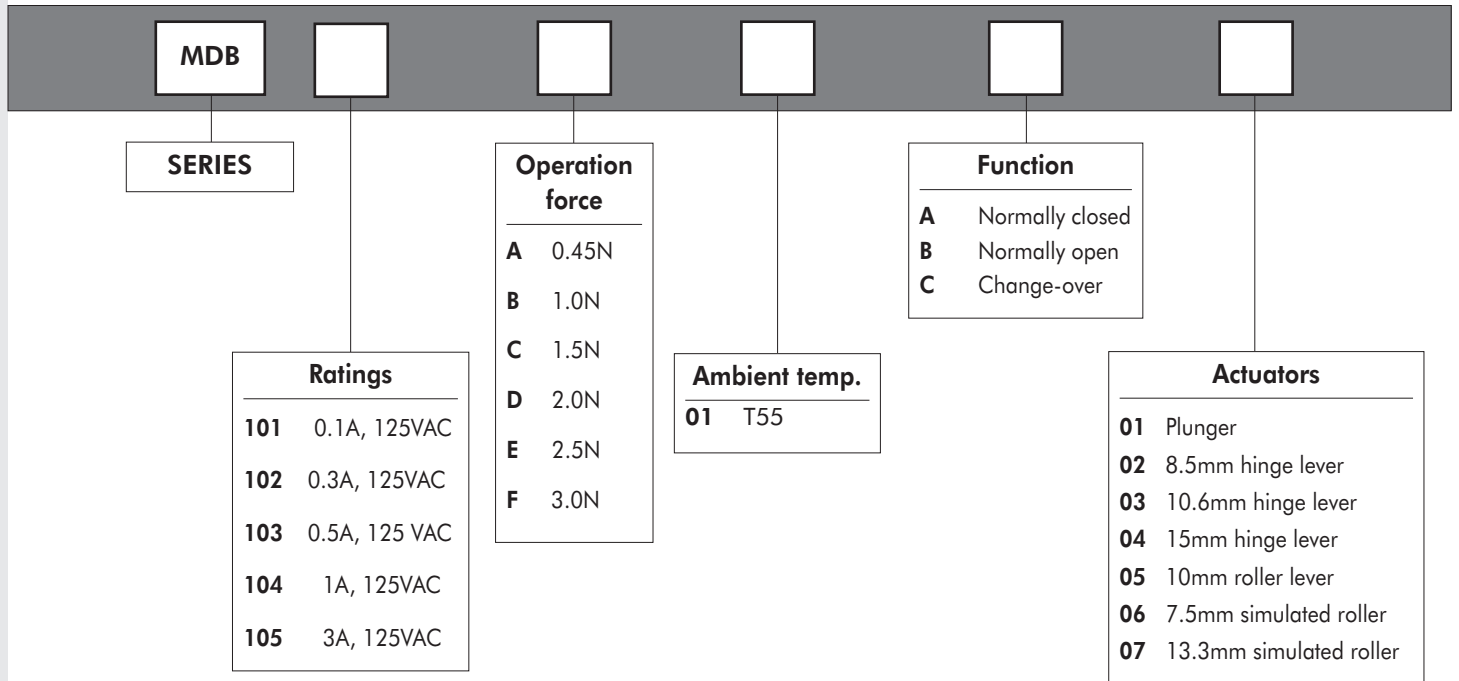 MDB
SERIES
Operation
force
A 0.45N
B 1.0N
C 1.5N
D 2.0N
E 2.5N
F 3.0N
Function
A Normally closed
B Normally open
C Change-over
Ratings
101 0.1A, 125VAC
102 0.3A, 125VAC
103 0.5A, 125 VAC
104 1A, 125VAC
105 3A, 125VAC
Ambient temp.
01 T55
Actuators
01 Plunger
02 8.5mm hinge lever
03 10.6mm hinge lever
04 15mm hinge lever
05 10mm roller lever
06 7.5mm simulated roller
07 13.3mm simulated roller